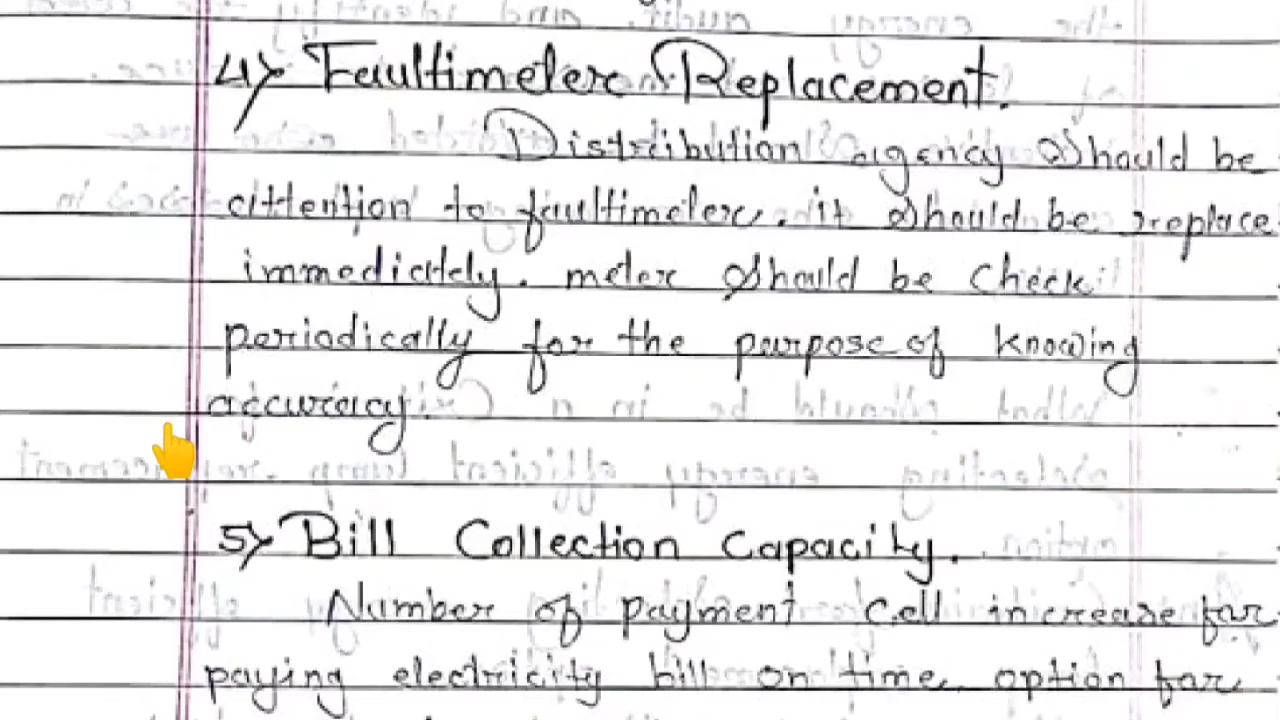 4) Faultimeter Replacement.
Distribution agency should be
attention to faultimeter. it should be replace
immediately. meter should be check
periodically for the purpose of knowing
accuracy.
5) Bill Collection Capacity.
Number of payment cell increase for
paying electricity bill on time. option for